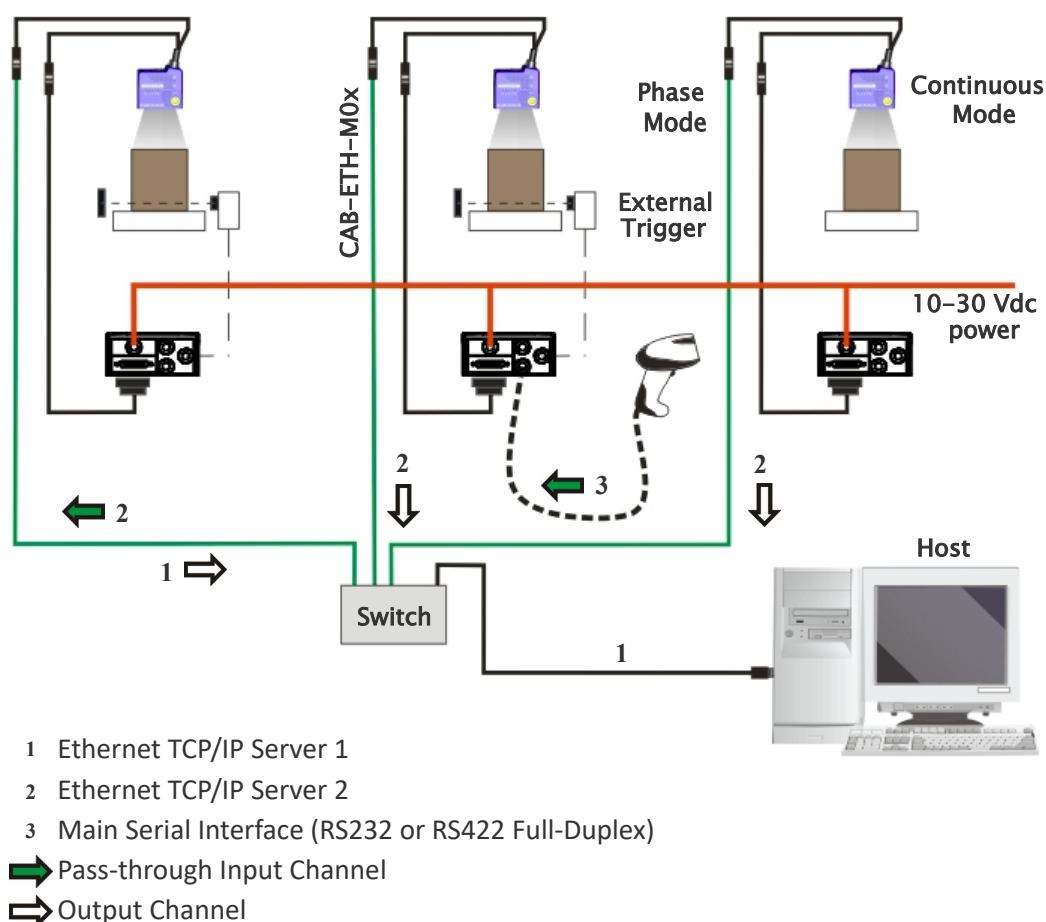 CAB-ETH-M0x
Phase
Mode
Continuous
Mode
External
Trigger
10-30 Vdc
power
2
2
2
3
1
Host
Switch
1
1 Ethernet TCP/IP Server 1
2 Ethernet TCP/IP Server 2
3 Main Serial Interface (RS232 or RS422 Full-Duplex)
Pass-through Input Channel
Output Channel